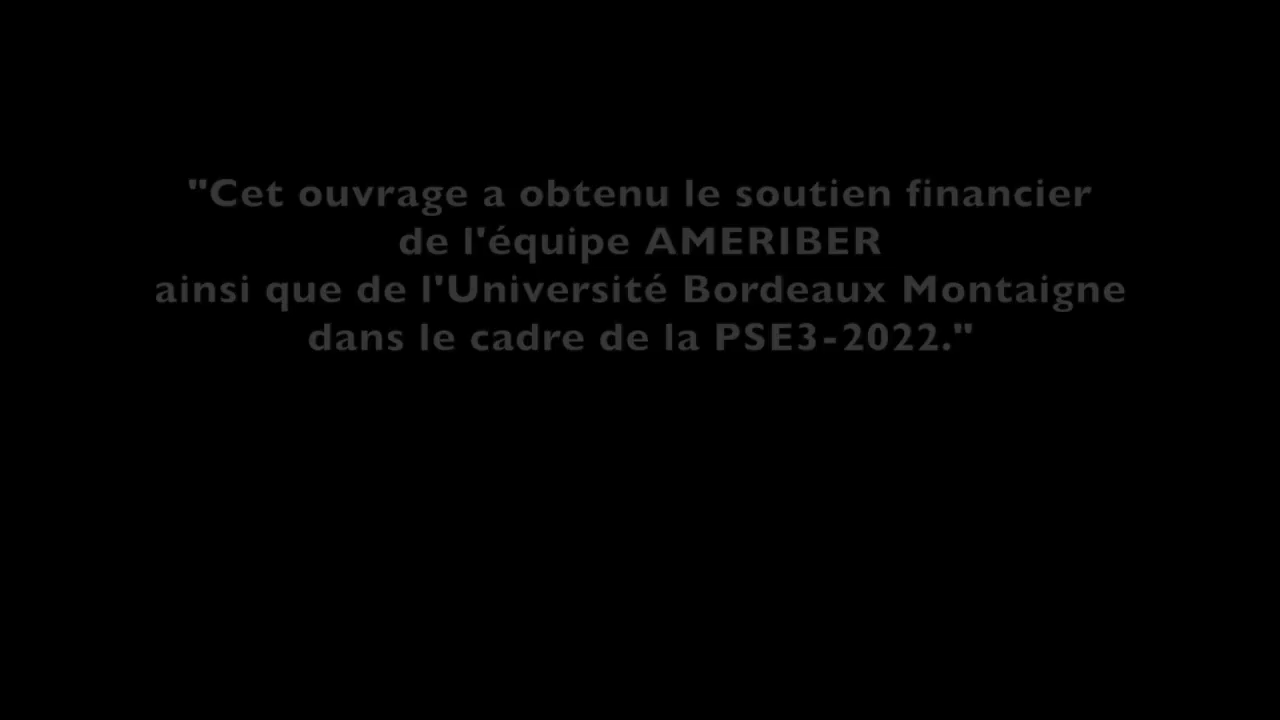 "Cet ouvrage a obtenu le soutien financier
de l'équipe AMERIBER
ainsi que de l'Université Bordeaux Montaigne
dans le cadre de la PSE3-2022."